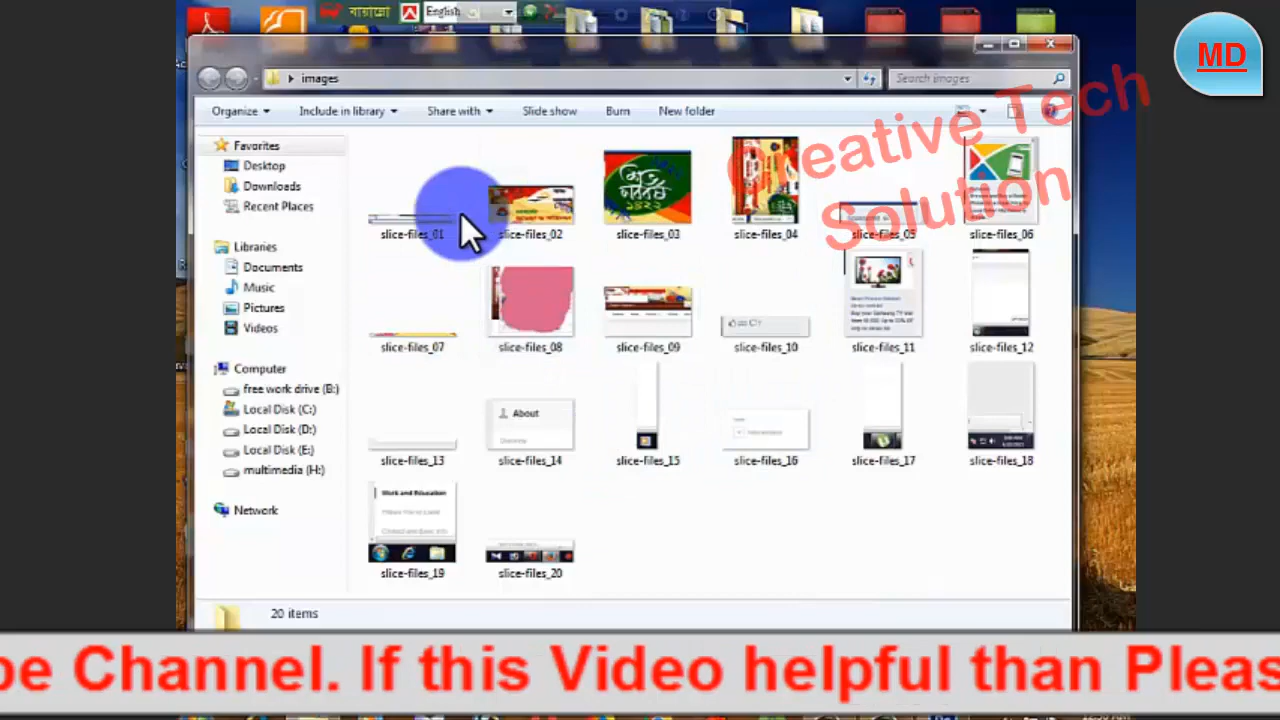 বায়ান্নো
English
MD
images
Search images
Organize
Include in library
Share with
Slide show
Burn
New folder
Creative Tech
Solution
Favorites
Desktop
Downloads
Recent Places
Libraries
Documents
Music
Pictures
Videos
Computer
free work drive (B:)
Local Disk (C:)
Local Disk (D:)
Local Disk (E:)
multimedia (H:)
Network
slice-files_01
slice-files_02
শুভ
নববর্ষ
১৪২২
slice-files_03
slice-files_04
slice-files_05
slice-files_06
slice-files_07
slice-files_08
slice-files_09
slice-files_10
slice-files_11
slice-files_12
slice-files_13
About
slice-files_14
slice-files_15
slice-files_16
slice-files_17
slice-files_18
Work and Education
slice-files_19
slice-files_20
20 items
be Channel. If this Video helpful than Pleas